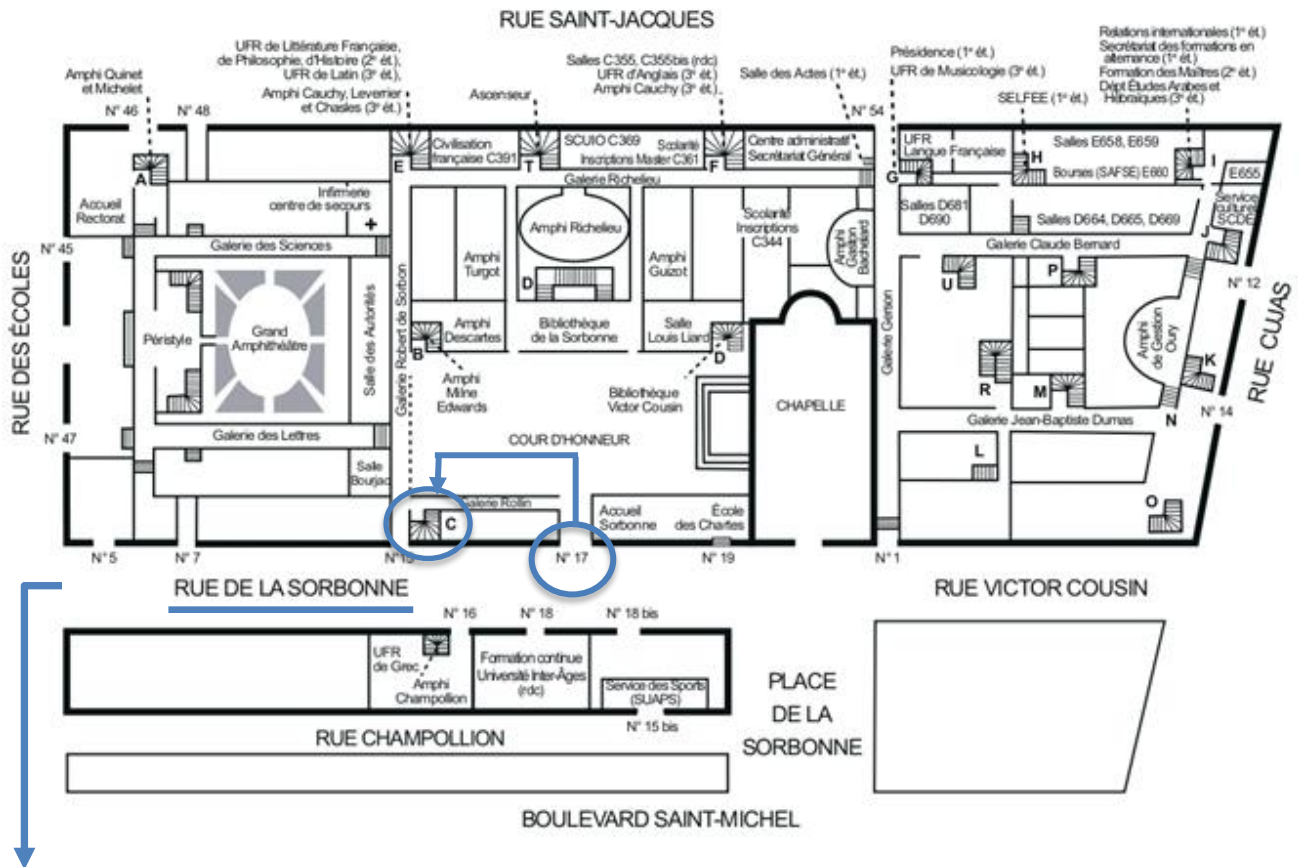 RUE SAINT-JACQUES
UFR de Littérature Française,
de Philosophie, d'Histoire (2e ét.),
UFR de Latin (3e ét.),
Amphi Cauchy, Leverrier
et Chasles (3e ét.)
Amphi Quinet
et Michelet
Ascenseur
Salles C355, C355bis (rdc)
UFR d'Anglais (3e ét.)
Amphi Cauchy (3e ét.)
Salle des Actes (1e ét.)
Présidence (1e ét.)
UFR de Musicologie (3e ét.)
SELFEE (1e ét.)
Relations internationales (1e ét.)
Secrétariat des formations en
alternance (1e ét.)
Formation des Maîtres (2e ét.)
Dépt Études Arabes et
Hébraïques (3e ét.)
N° 46
N° 48
N° 54
A
E
T
F
G
H
I
Civilisation
française C391
SCUIO C369
Scolarité
Inscriptions Master C361
Centre administratif
Secrétariat Général
UFR
Langue Française
Salles E658, E659
Bourses (SAFSE) E660
E655
Galerie Richelieu
Accueil
Rectorat
Infirmerie
centre de secours
+
Amphi
Turgot
Amphi Richelieu
Amphi
Guizot
Scolarité
Inscriptions
C344
Amphi
Gaston
Bachelard
Salles D681
D690
Salles D664, D665, D669
Service
culturel
SCDE
J
N° 45
Galerie des Sciences
Galerie Claude Bernard
RUE DES ÉCOLES
Péristyle
Grand
Amphithéâtre
Salle des Autorités
Galerie Robert de Sorbon
D
U
P
N° 12
Amphi
Descartes
Bibliothèque
de la Sorbonne
Salle
Louis Liard
B
D
Amphi
Milne
Edwards
Bibliothèque
Victor Cousin
CHAPELLE
Galerie Gerson
R
M
Amphi
de Gestion
Oury
K
RUE CUJAS
N° 14
N
N° 47
Galerie des Lettres
COUR D'HONNEUR
Galerie Jean-Baptiste Dumas
Salle
Bourjac
L
Galerie Rollin
C
Accueil
Sorbonne
École
des Chartes
O
N° 5
N° 7
N° 17
N° 19
N° 1
RUE DE LA SORBONNE
RUE VICTOR COUSIN
N° 16
N° 18
N° 18 bis
UFR
de Grec
Amphi
Champollion
Formation continue
Université Inter-Âges
(rdc)
Service des Sports
(SUAPS)
N° 15 bis
PLACE
DE LA
SORBONNE
RUE CHAMPOLLION
BOULEVARD SAINT-MICHEL